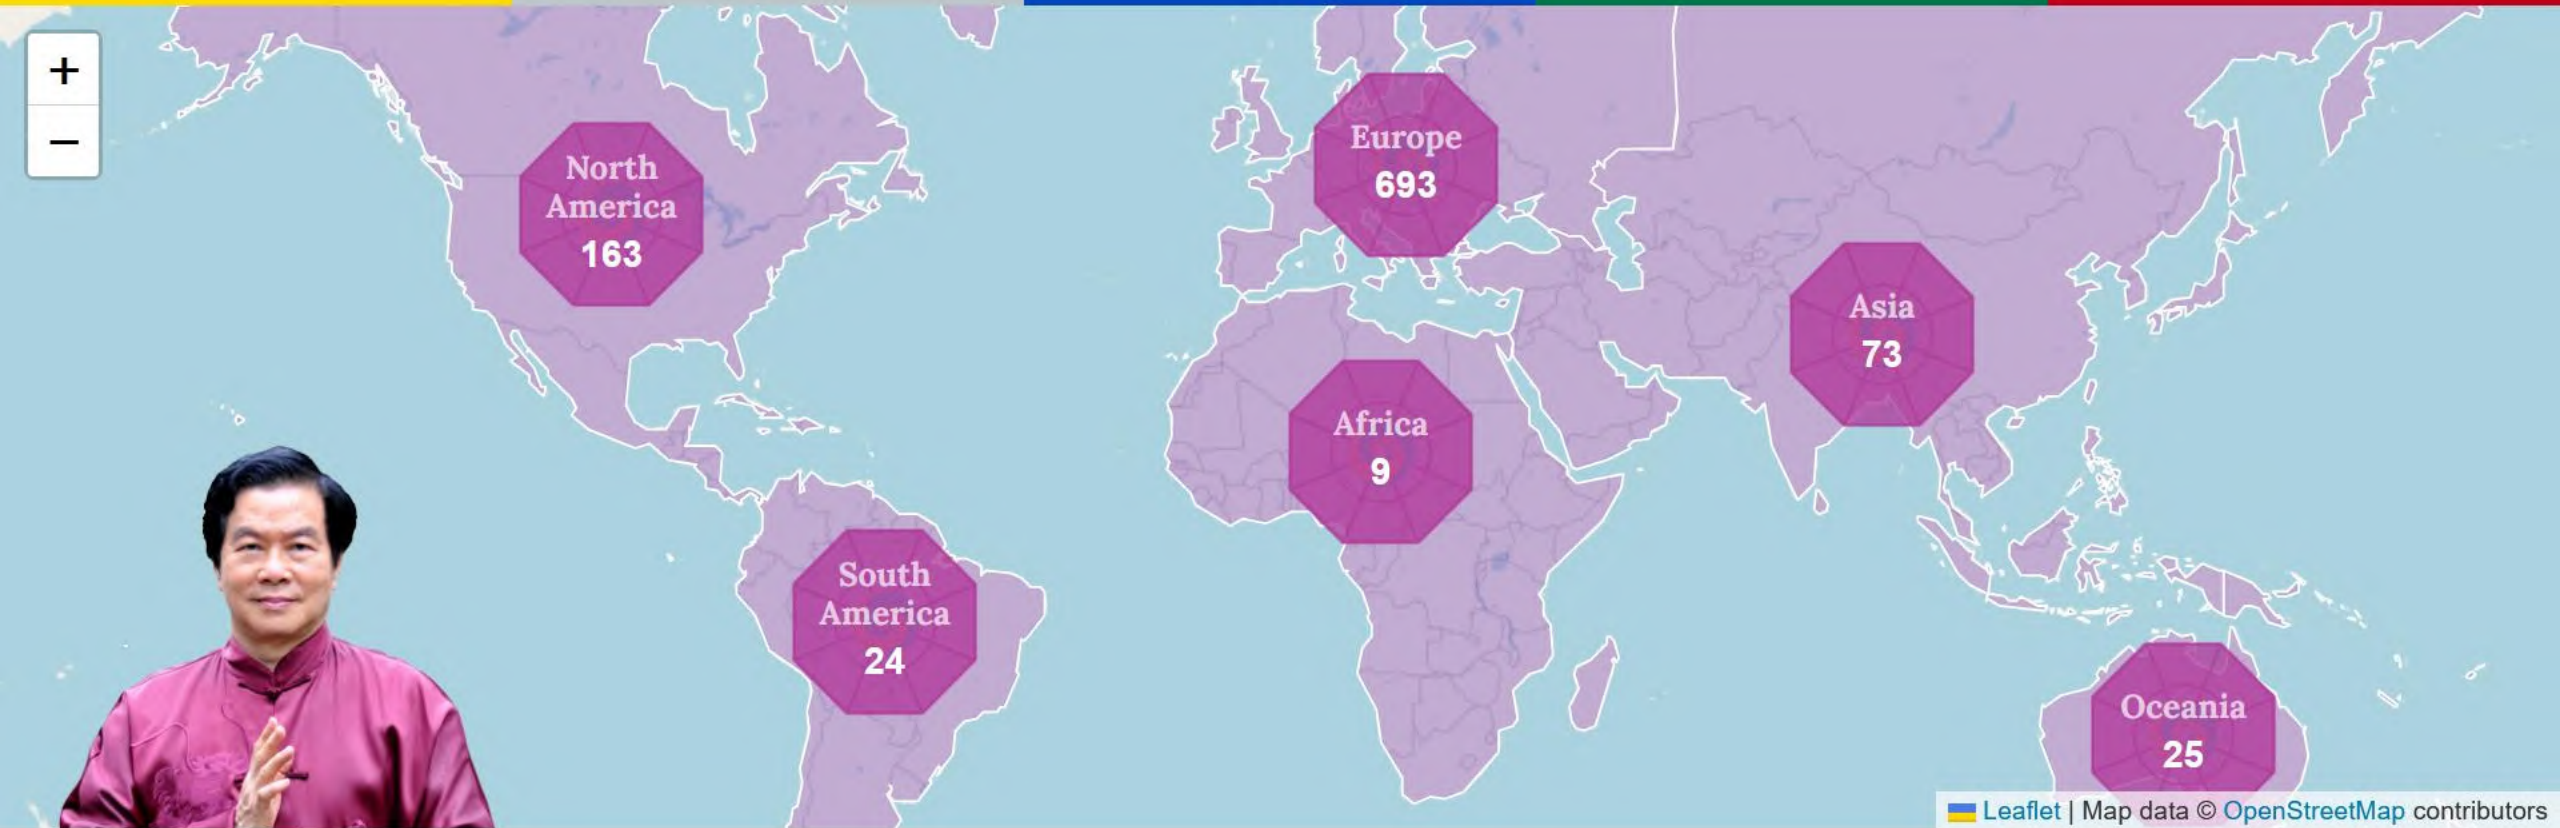 +
−
North
America
163
Europe
693
Asia
73
Africa
9
South
America
24
Oceania
25
Leaflet | Map data © OpenStreetMap contributors